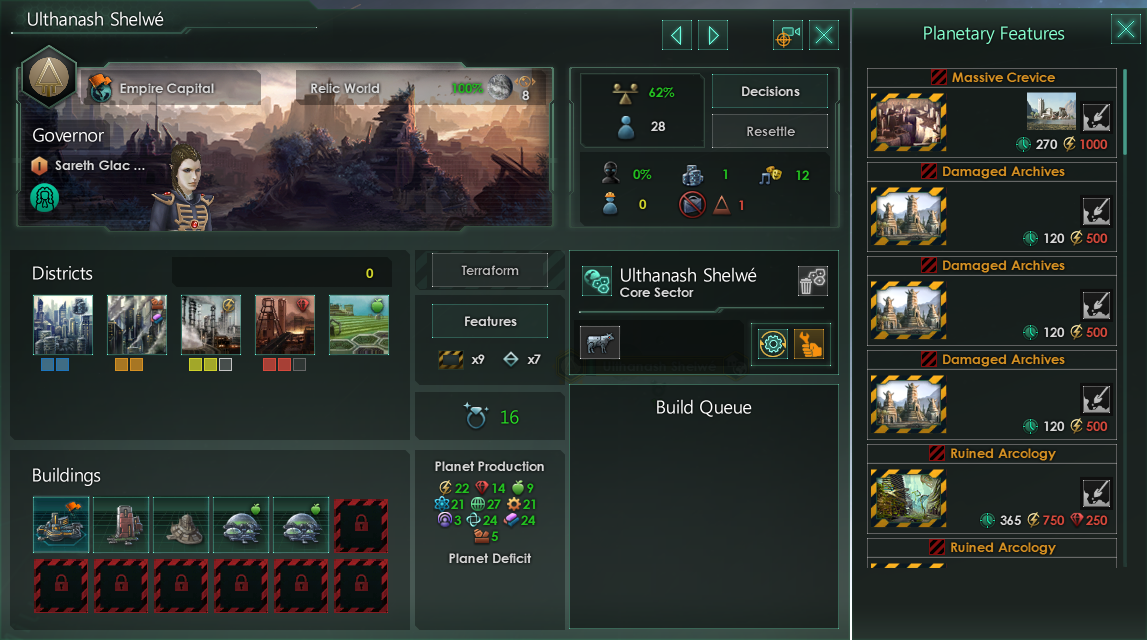 Ulthanash Shelwé
Empire Capital
Relic World
100%
8
Governor
Sareth Glac ...
62%
28
Decisions
Resettle
0%
1
12
0
1
Districts
0
Terraform
Features
x9
x7
16
Ulthanash Shelwé
Core Sector
Build Queue
Buildings
Planet Production
22 14 9
21 27 21
3 24 24
5
Planet Deficit
Planetary Features
Massive Crevice
270 1000
Damaged Archives
120 500
Damaged Archives
120 500
Damaged Archives
120 500
Ruined Arcology
365 750 250
Ruined Arcology